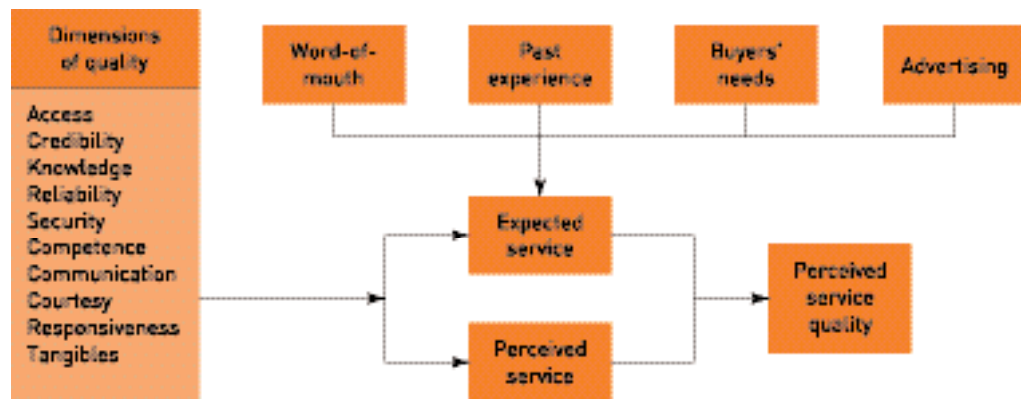 Dimensions
of quality
Access
Credibility
Knowledge
Reliability
Security
Competence
Communication
Courtesy
Responsiveness
Tangibles
Word-of-
mouth
Past
experience
Buyers'
needs
Advertising
Expected
service
Perceived
service
Perceived
service
quality